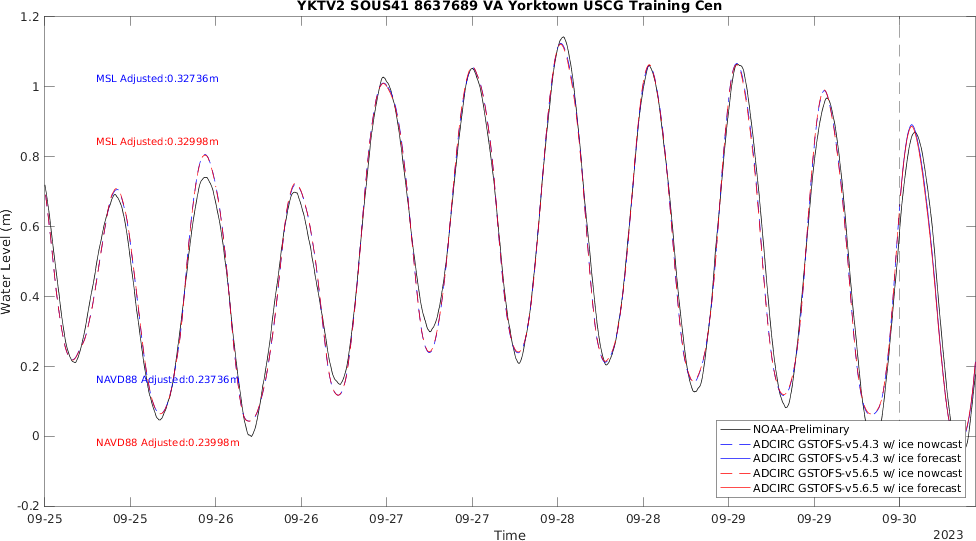 YKTV2 SOUS41 8637689 VA Yorktown USCG Training Cen
1.2
1
0.8
0.6
0.4
0.2
0
-0.2
Water Level (m)
MSL Adjusted:0.32736m
MSL Adjusted:0.32998m
NAVD88 Adjusted:0.23736m
NAVD88 Adjusted:0.23998m
NOAA-Preliminary
ADCIRC GSTOFS-v5.4.3 w/ ice nowcast
ADCIRC GSTOFS-v5.4.3 w/ ice forecast
ADCIRC GSTOFS-v5.6.5 w/ ice nowcast
ADCIRC GSTOFS-v5.6.5 w/ ice forecast
09-25 09-25 09-26 09-26 09-27 09-27 09-28 09-28 09-29 09-29 09-30
Time
2023